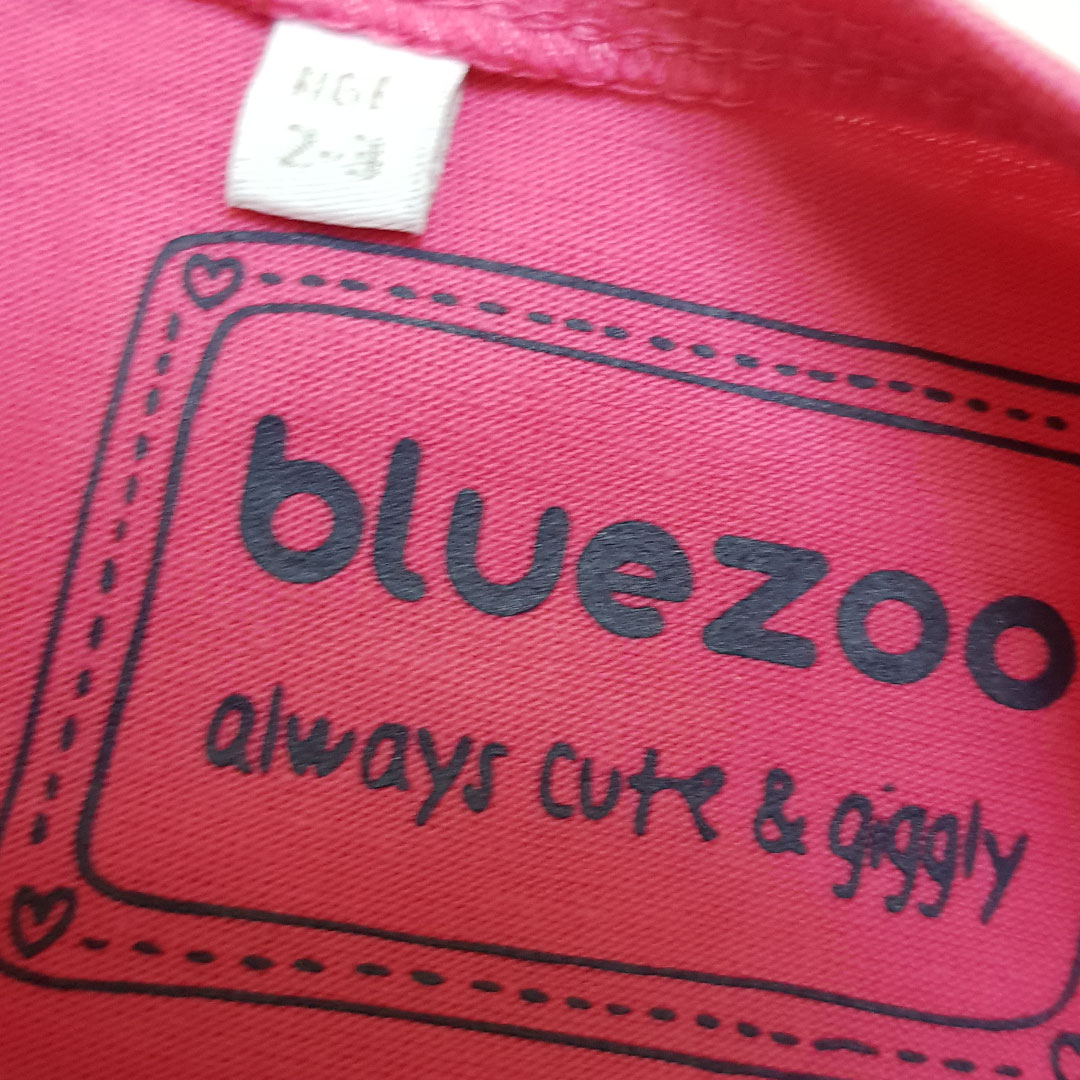 AGE
2-3
bluezoo
always cute & giggly